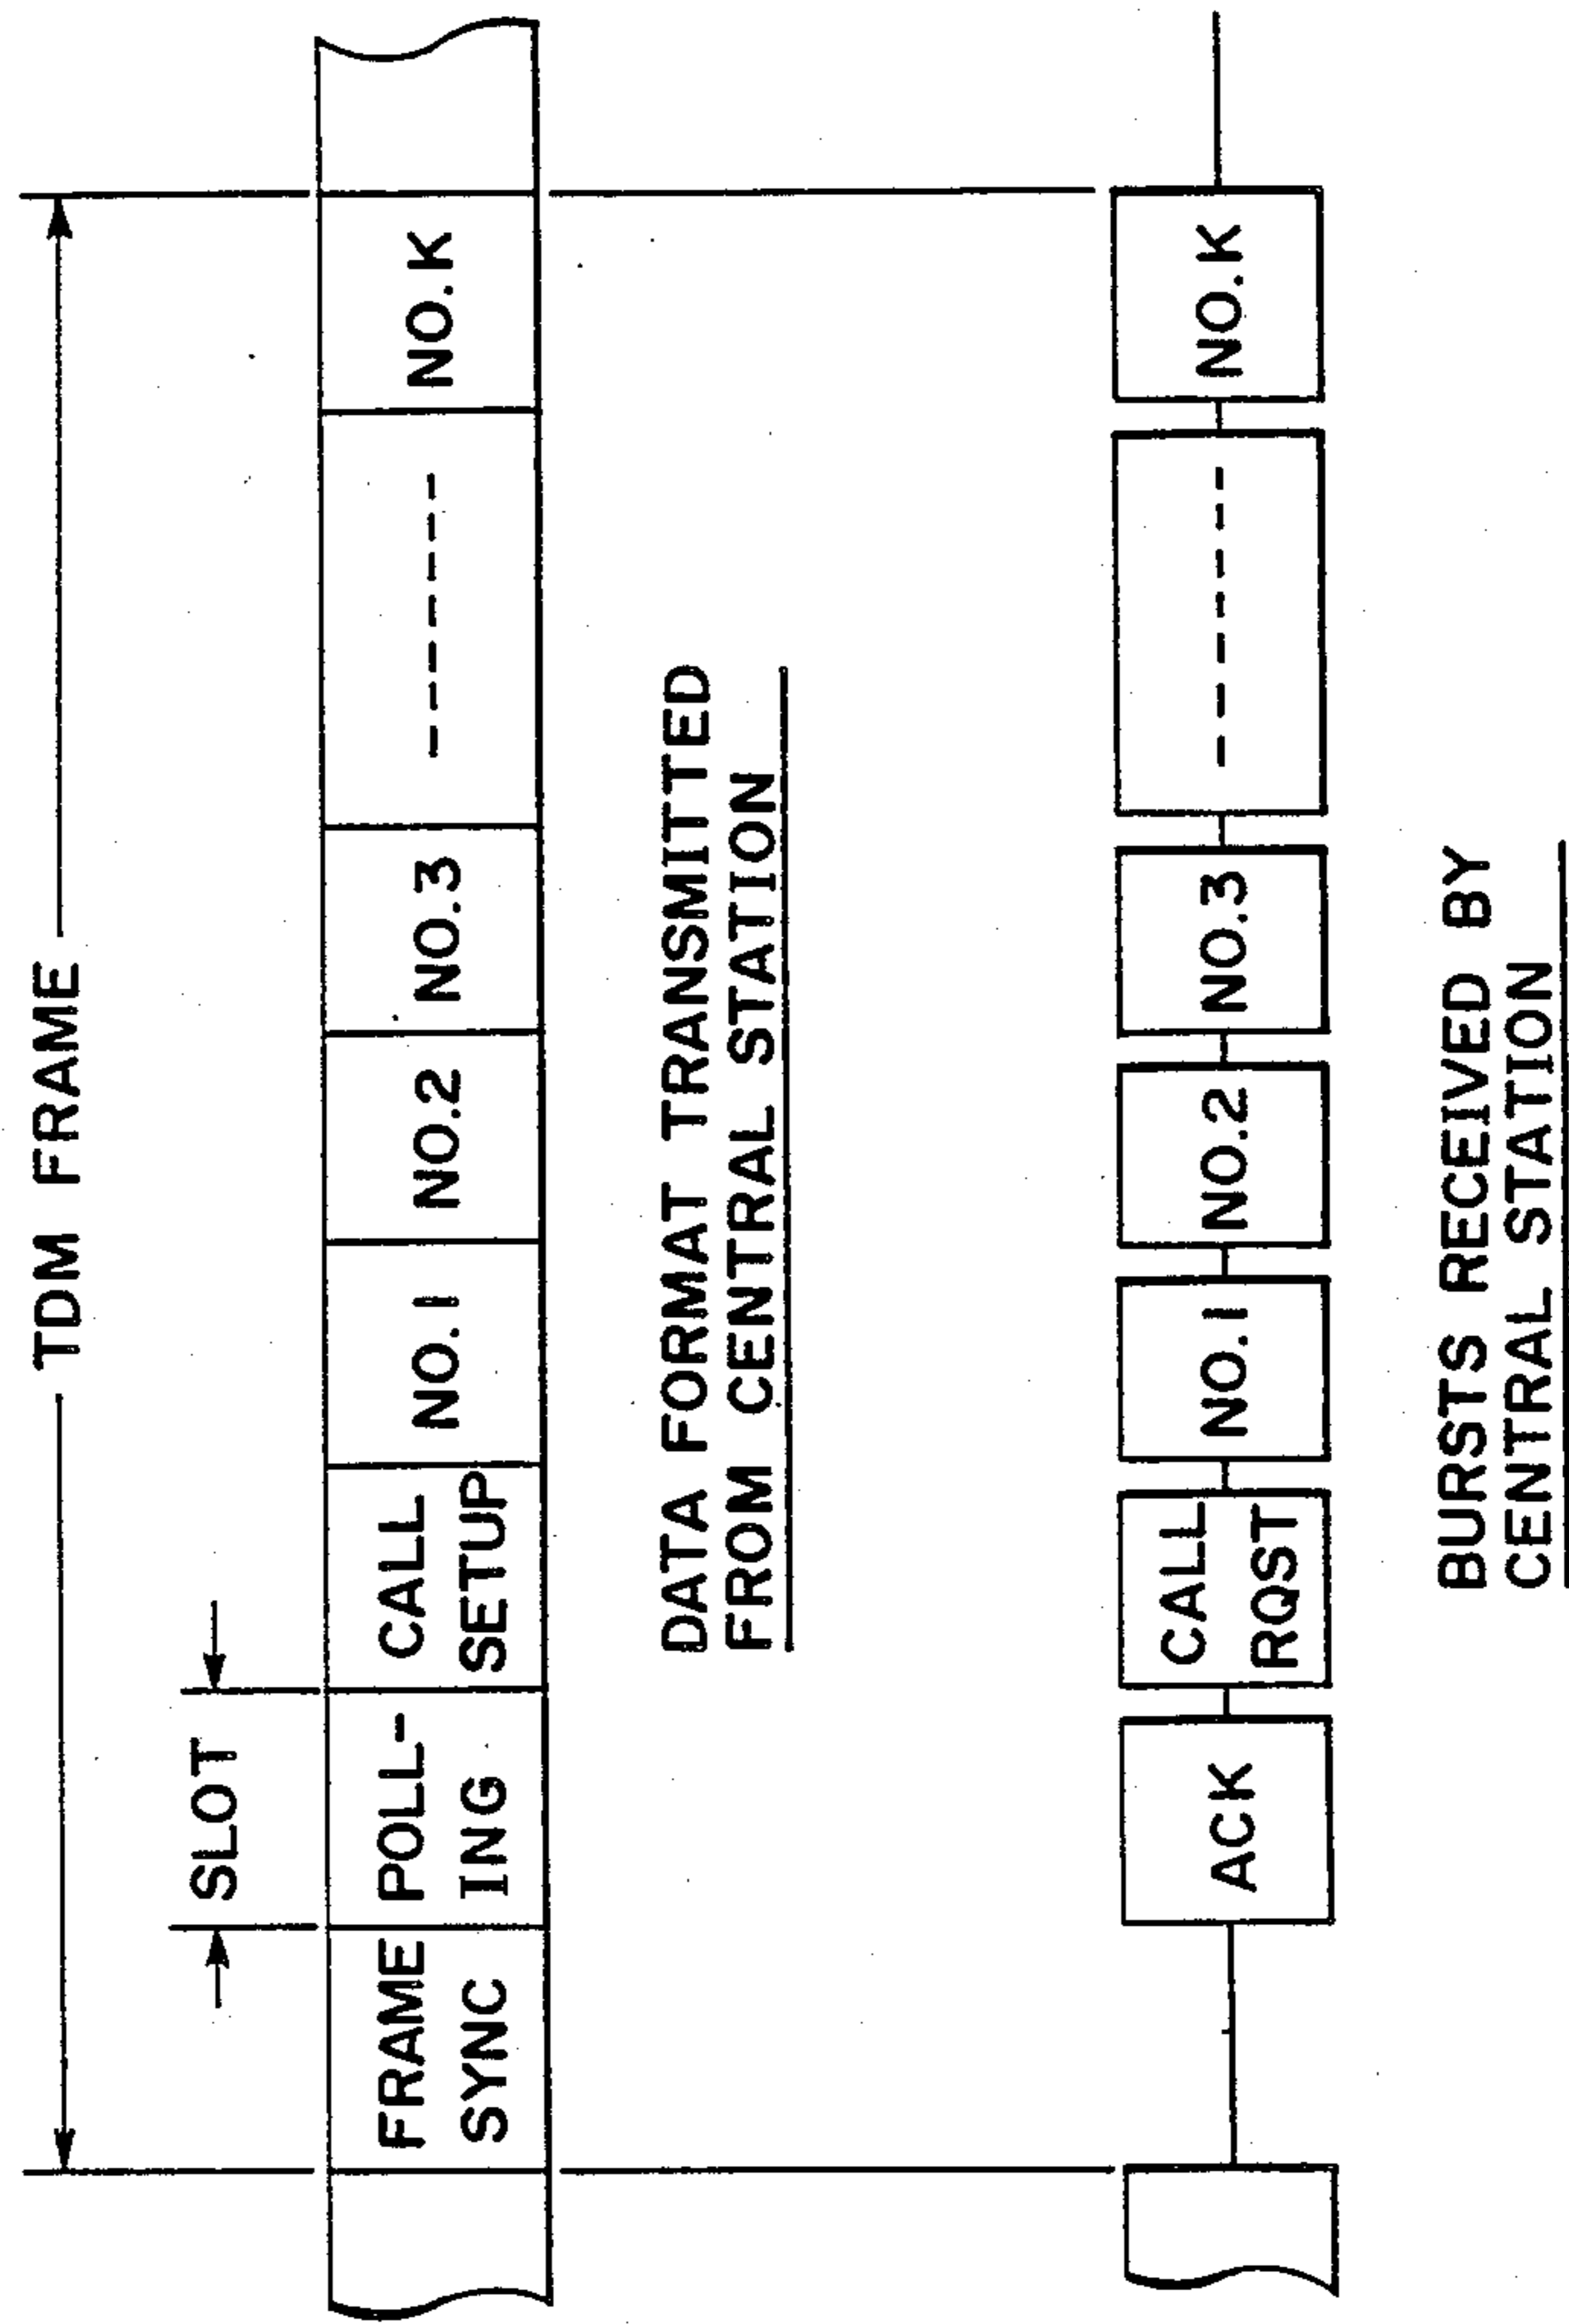 TDM FRAME
SLOT
FRAME
SYNC
POLL-
ING
CALL
SETUP
NO. 1
NO.2
NO.3
NO.K
DATA FORMAT TRANSMITTED
FROM CENTRAL STATION
ACK
CALL
RQST
NO.1
NO.2
NO.3
NO.K
BURSTS RECEIVED BY
CENTRAL STATION